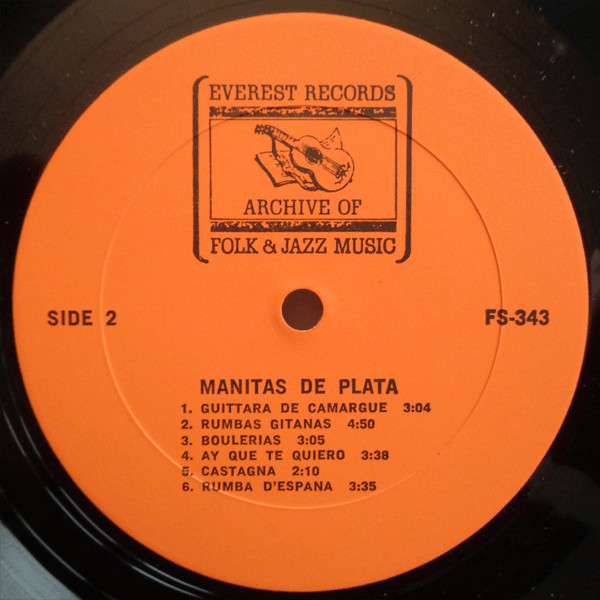 EVEREST RECORDS
ARCHIVE OF
FOLK & JAZZ MUSIC
SIDE 2
FS-343
MANITAS DE PLATA
1. GUITTARA DE CAMARGUE 3:04
2. RUMBAS GITANAS 4:50
3. BOULERIAS 3:05
4. AY QUE TE QUIERO 3:38
5. CASTAGNA 2:10
6. RUMBA D'ESPANA 3:35